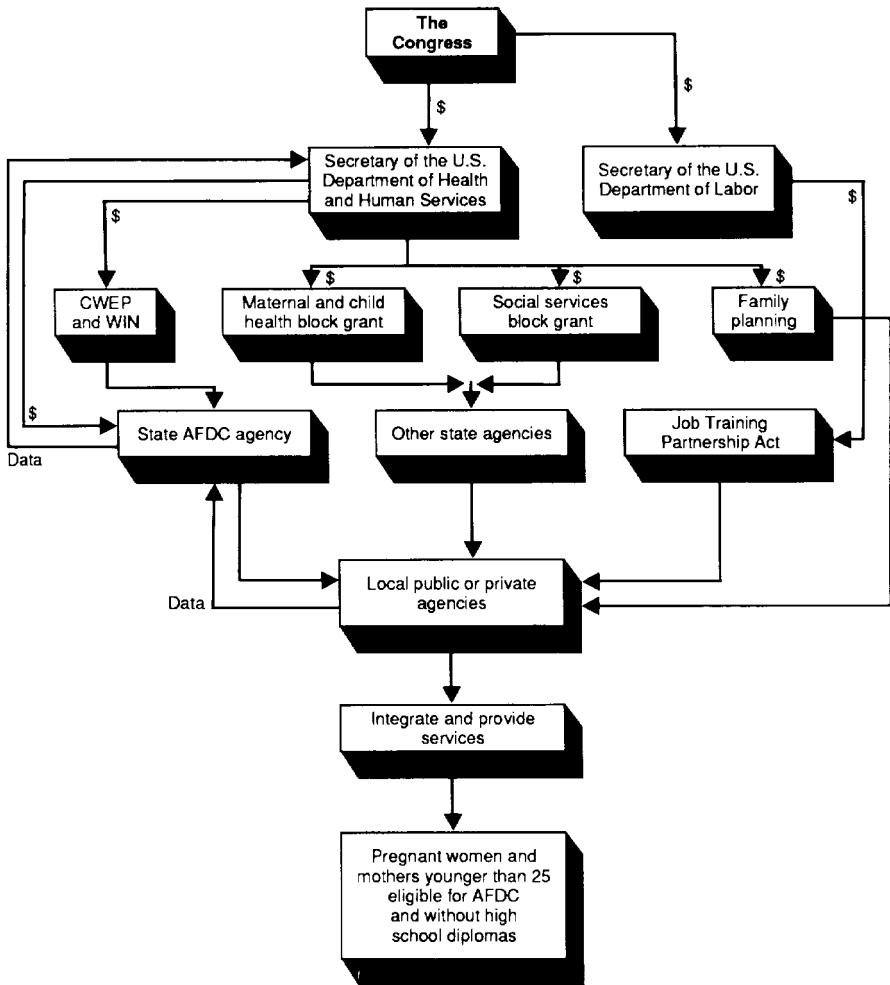 The
Congress
$
$
Secretary of the U.S.
Department of Health
and Human Services
Secretary of the U.S.
Department of Labor
$
$
$
$
$
CWEP
and WIN
Maternal and child
health block grant
Social services
block grant
Family
planning
$
State AFDC agency
Other state agencies
Job Training
Partnership Act
Data
Local public or private
agencies
Data
Integrate and provide
services
Pregnant women and
mothers younger than 25
eligible for AFDC
and without high
school diplomas